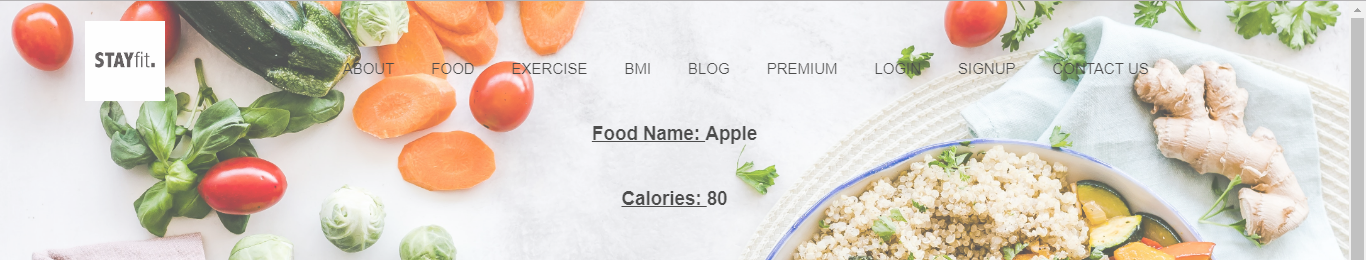 STAYfit.
ABOUT FOOD EXERCISE BMI BLOG PREMIUM LOGIN SIGNUP CONTACT US
Food Name: Apple
Calories: 80